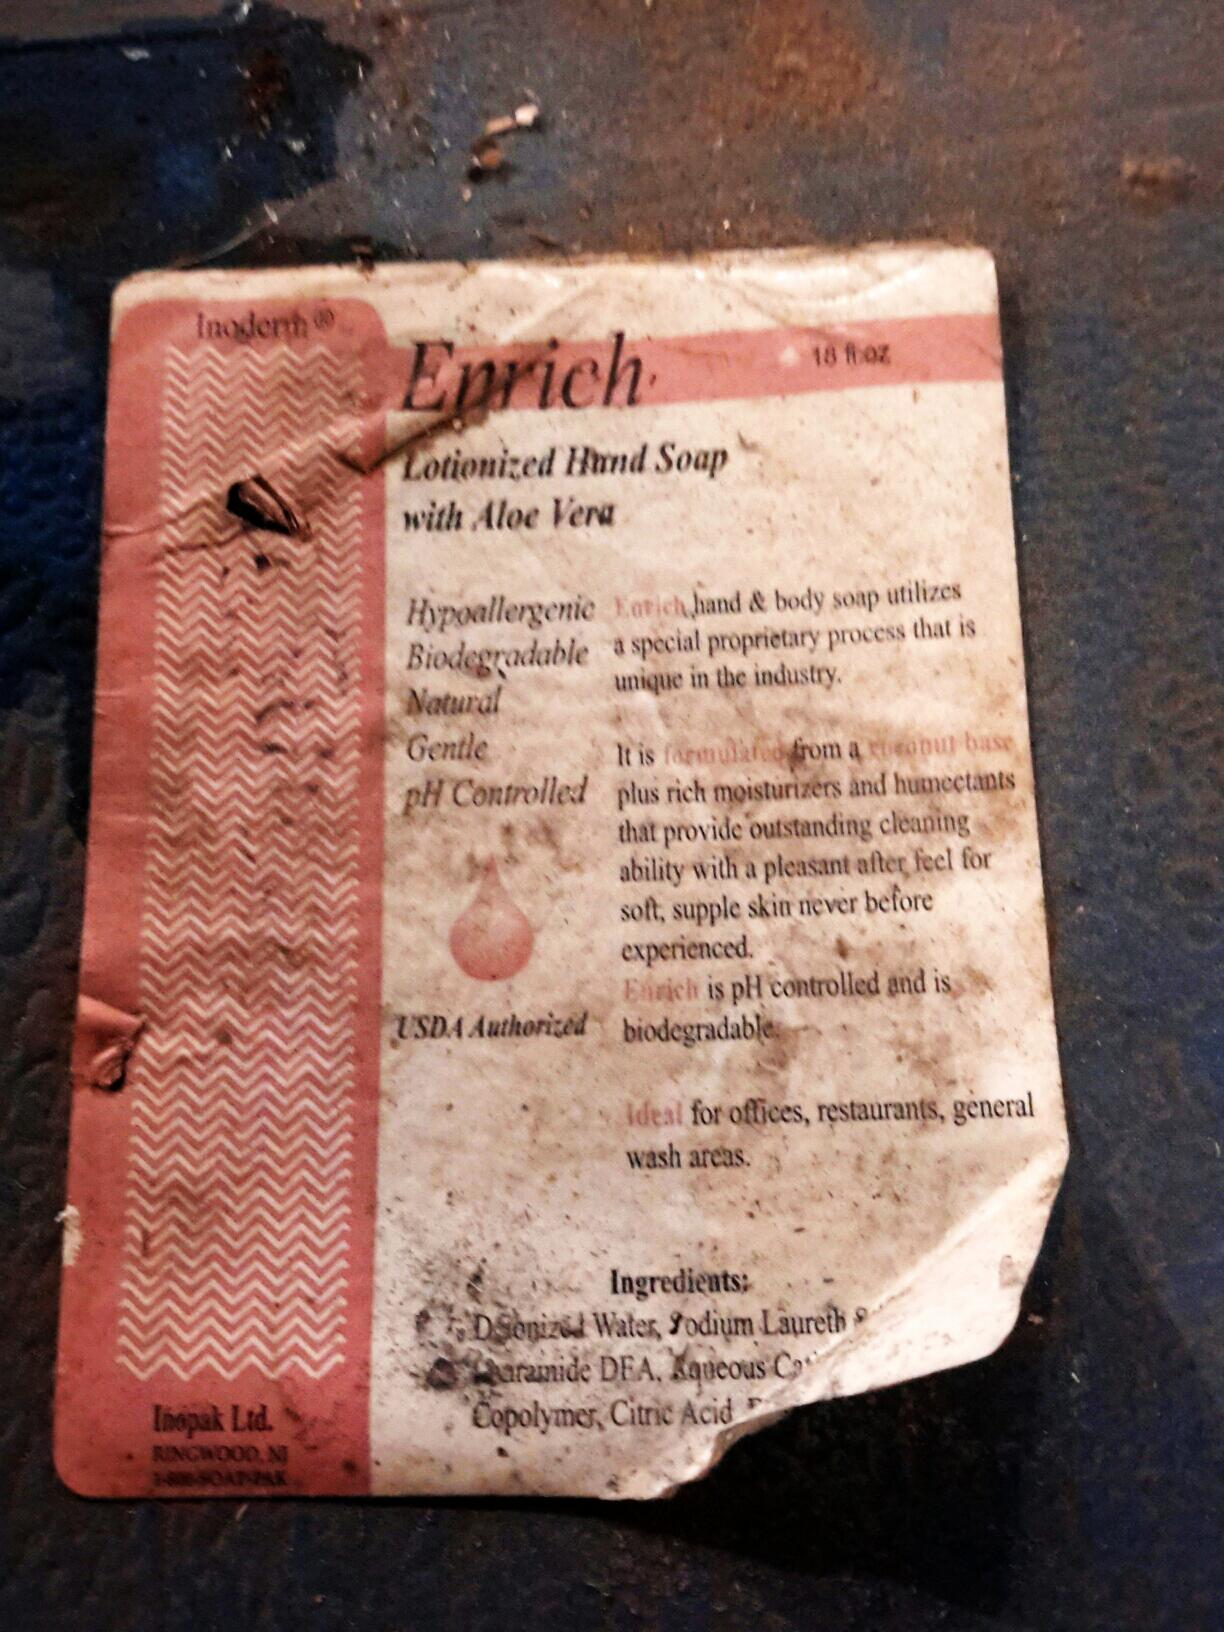 Inoderm®
Enrich
18 fl oz
Lotionized Hand Soap
with Aloe Vera
Hypoallergenic
Biodegradable
Natural
Gentle
pH Controlled
USDA Authorized
Enrich hand & body soap utilizes
a special proprietary process that is
unique in the industry.
It is formulated from a coconut base
plus rich moisturizers and humectants
that provide outstanding cleaning
ability with a pleasant after feel for
soft, supple skin never before
experienced.
Enrich is pH controlled and is
biodegradable.
Ideal for offices, restaurants, general
wash areas.
Ingredients:
Deionized Water, Sodium Laureth
DEA, Aqueous
Copolymer, Citric Acid
Inopak Ltd.
RINGWOOD, NJ
1-800-SOAP-PAK